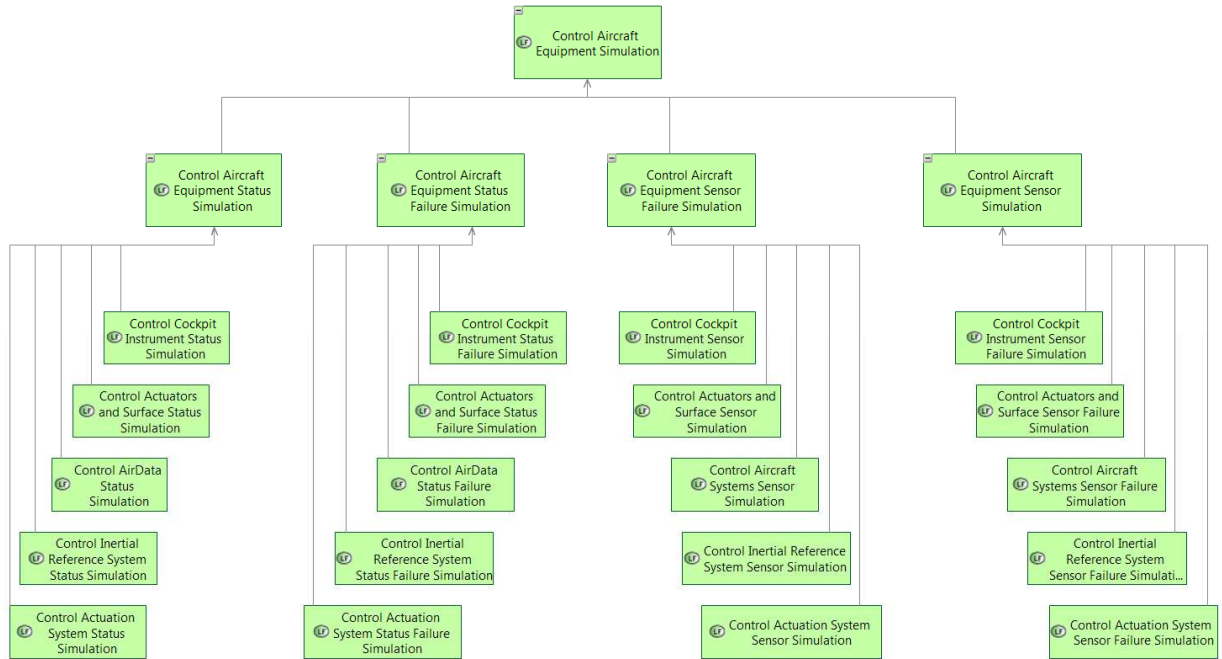 Control Aircraft
Equipment Simulation
Control Aircraft
Equipment Status
Simulation
Control Aircraft
Equipment Status
Failure Simulation
Control Aircraft
Equipment Sensor
Failure Simulation
Control Aircraft
Equipment Sensor
Simulation
Control Cockpit
Instrument Status
Simulation
Control Cockpit
Instrument Status
Failure Simulation
Control Cockpit
Instrument Sensor
Simulation
Control Cockpit
Instrument Sensor
Failure Simulation
Control Actuators
and Surface Status
Simulation
Control Actuators
and Surface Status
Failure Simulation
Control Actuators and
Surface Sensor
Simulation
Control Actuators and
Surface Sensor Failure
Simulation
Control AirData
Status
Simulation
Control AirData
Status Failure
Simulation
Control Aircraft
Systems Sensor
Simulation
Control Aircraft
Systems Sensor Failure
Simulation
Control Inertial
Reference System
Status Simulation
Control Inertial
Reference System
Status Failure Simulation
Control Inertial Reference
System Sensor Simulation
Control Inertial
Reference System
Sensor Failure Simulati...
Control Actuation
System Status
Simulation
Control Actuation
System Status Failure
Simulation
Control Actuation System
Sensor Simulation
Control Actuation System
Sensor Failure Simulation